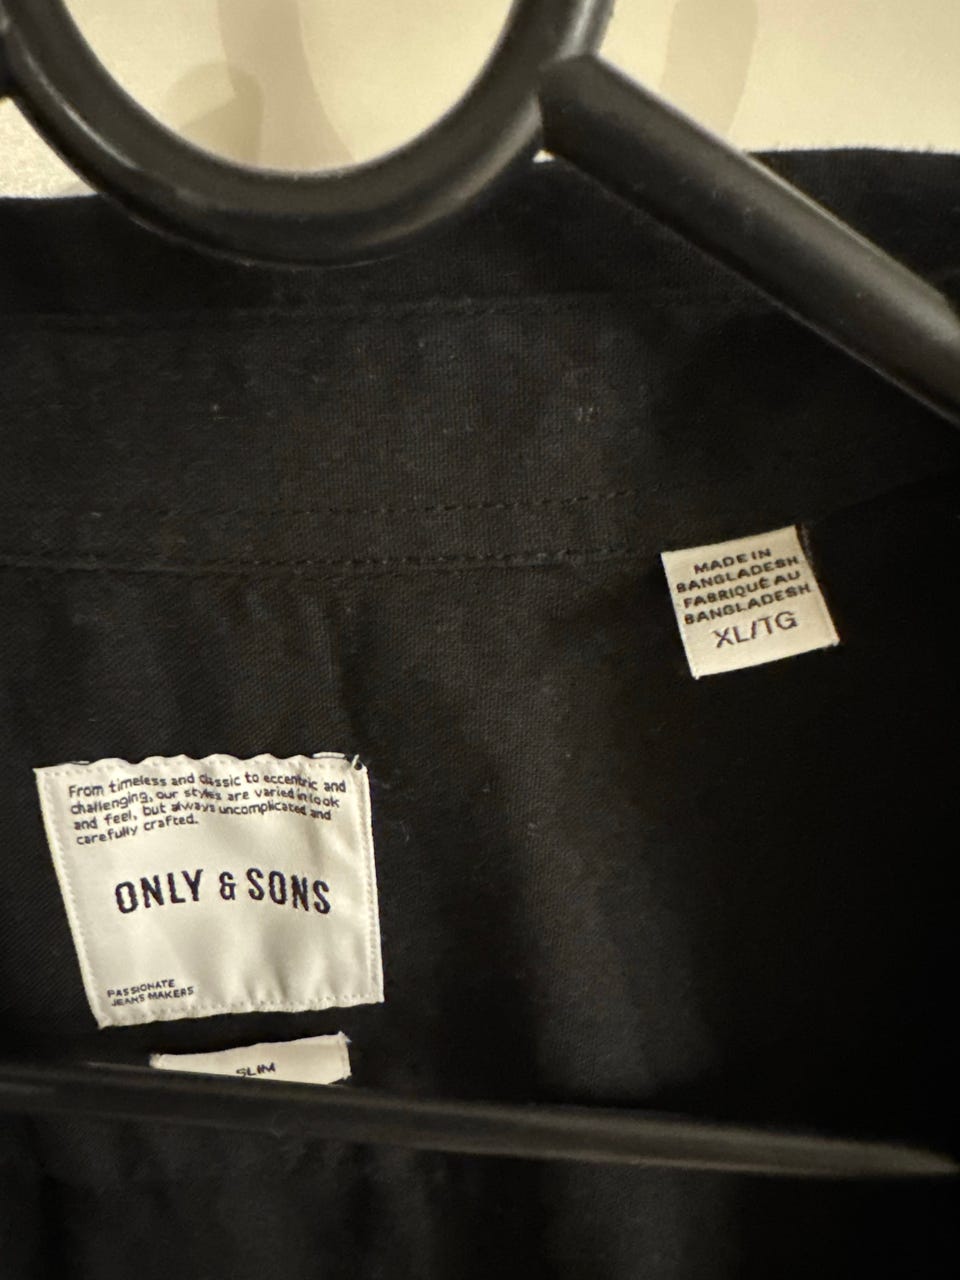 MADE IN
BANGLADESH
FABRIQUÉ AU
BANGLADESH
XL/TG
From timeless and classic to eccentric and
challenging, our styles are varied in look
and feel, but always uncomplicated and
carefully crafted.
ONLY & SONS
PASSIONATE
JEANS MAKERS
SLIM